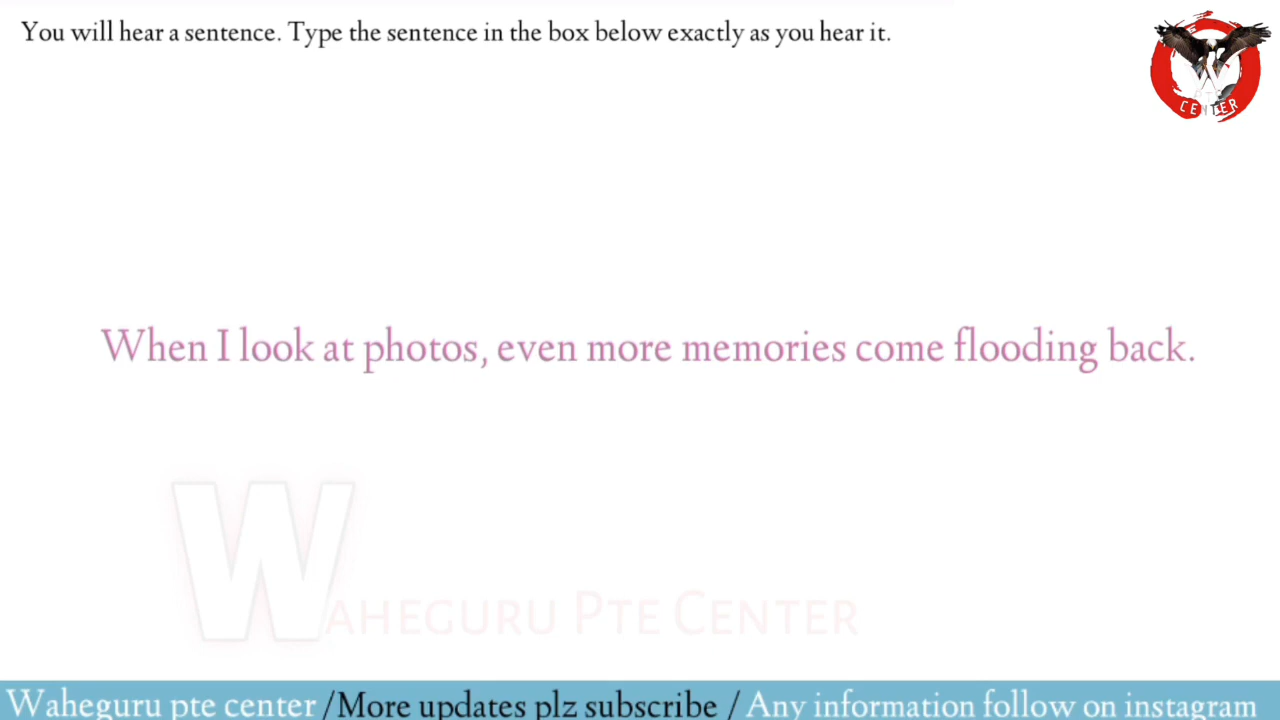 You will hear a sentence. Type the sentence in the box below exactly as you hear it.
CENTER
When I look at photos, even more memories come flooding back.
WAHEGURU PTE CENTER
Waheguru pte center /More updates plz subscribe / Any information follow on instagram